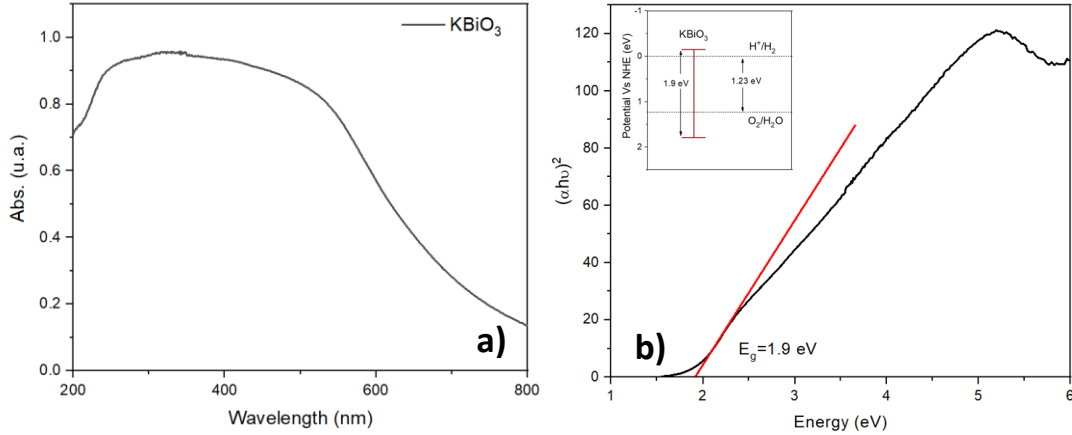 KBiO₃
1.0
0.8
0.6
0.4
0.2
0.0
Abs. (u.a.)
200
400
600
800
Wavelength (nm)
a)
120
100
80
60
40
20
0
(αhυ)²
1
2
3
4
5
6
Energy (eV)
b)
E_g=1.9 eV
-1
0
1
2
Potential Vs NHE (eV)
KBiO₃
H⁺/H₂
1.9 eV
1.23 eV
O₂/H₂O